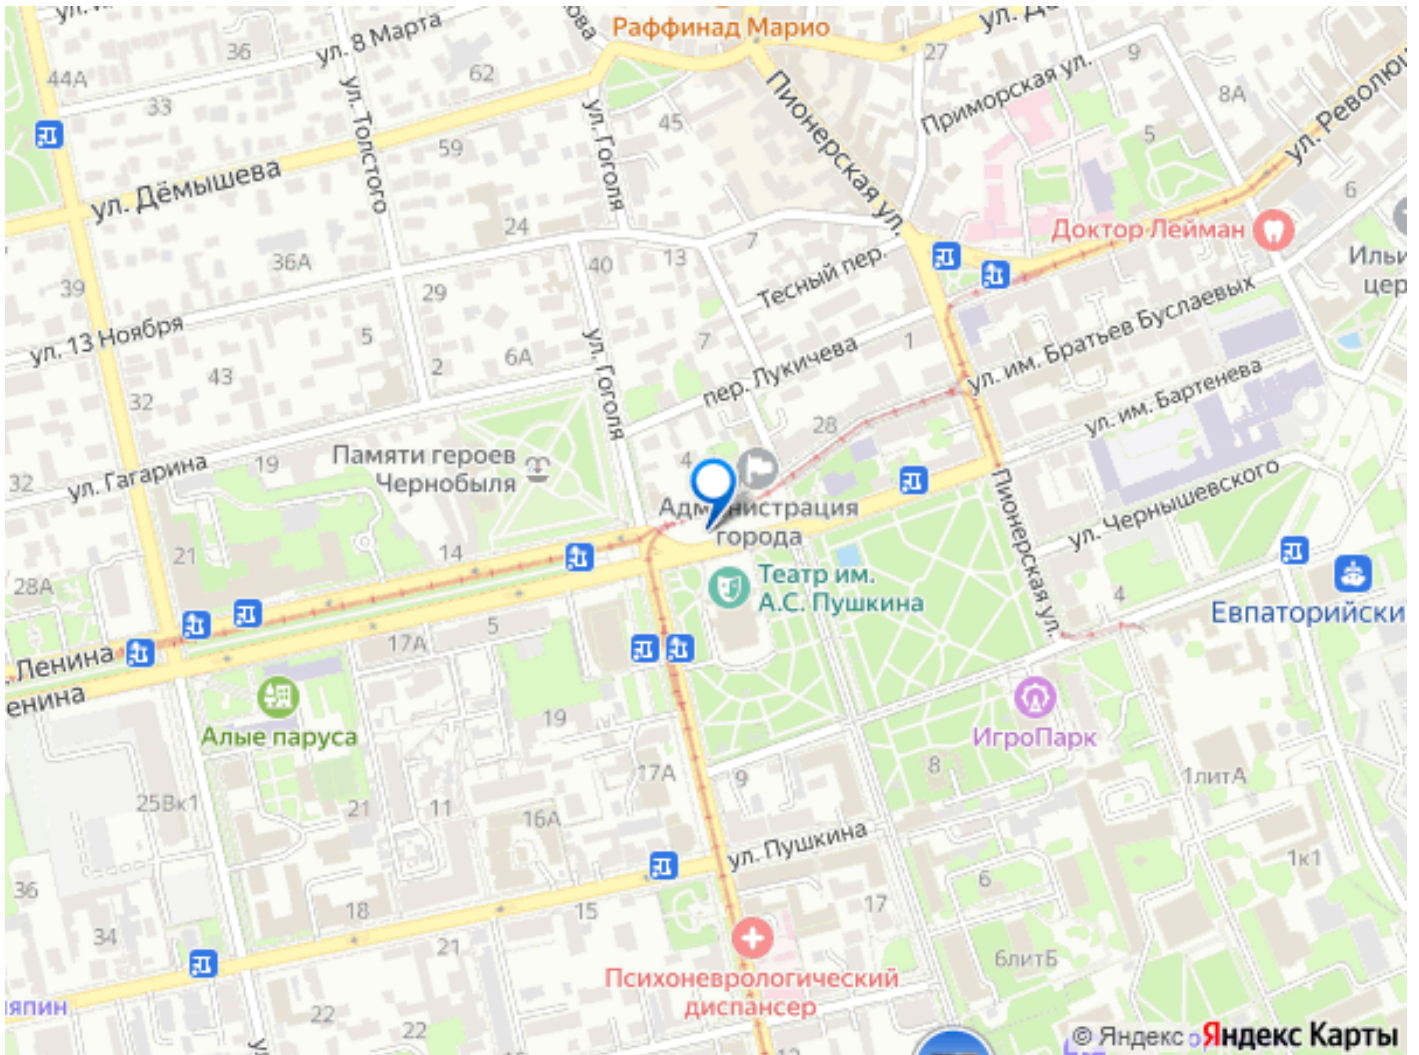 Раффинад Марио
36
ул. 8 Марта
27
9
44А
33
62
ул. Толстого
ул. Гоголя
45
Пионерская ул.
Приморская ул.
8А
5
59
ул. Дёмышева
6
24
7
Доктор Лейман
36А
40
13
Тесный пер.
39
29
ул. 13 Ноября
5
ул. Гоголя
7
1
ул. им. Братьев Буслаевых
6А
2
43
32
пер. Лукичева
ул. им. Бартенева
28
Памяти героев
Чернобыля
19
ул. Гагарина
32
4
Администрация
города
Пионерская ул.
ул. Чернышевского
21
14
28А
Театр им.
А.С. Пушкина
4
Евпаторийски
5
17А
Ленина
енина
Алые паруса
19
ИгроПарк
17А
9
8
1литА
25Вк1
21
11
16А
ул. Пушкина
1к1
36
6
18
15
17
34
21
6литБ
Психоневрологический
диспансер
япин
22
22
12
© Яндекс Яндекс Карты